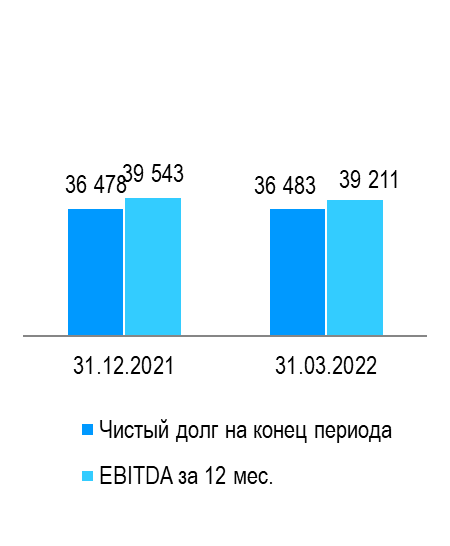 36 478 39 543 36 483 39 211
31.12.2021 31.03.2022
Чистый долг на конец периода
EBITDA за 12 мес.